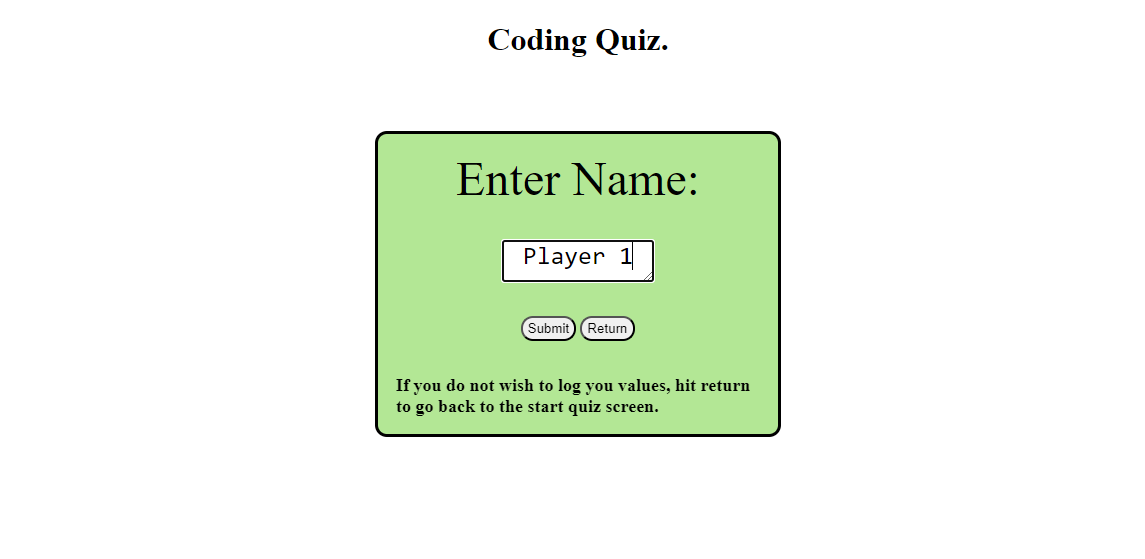 Coding Quiz.
Enter Name:
Player 1
Submit Return
If you do not wish to log you values, hit return
to go back to the start quiz screen.